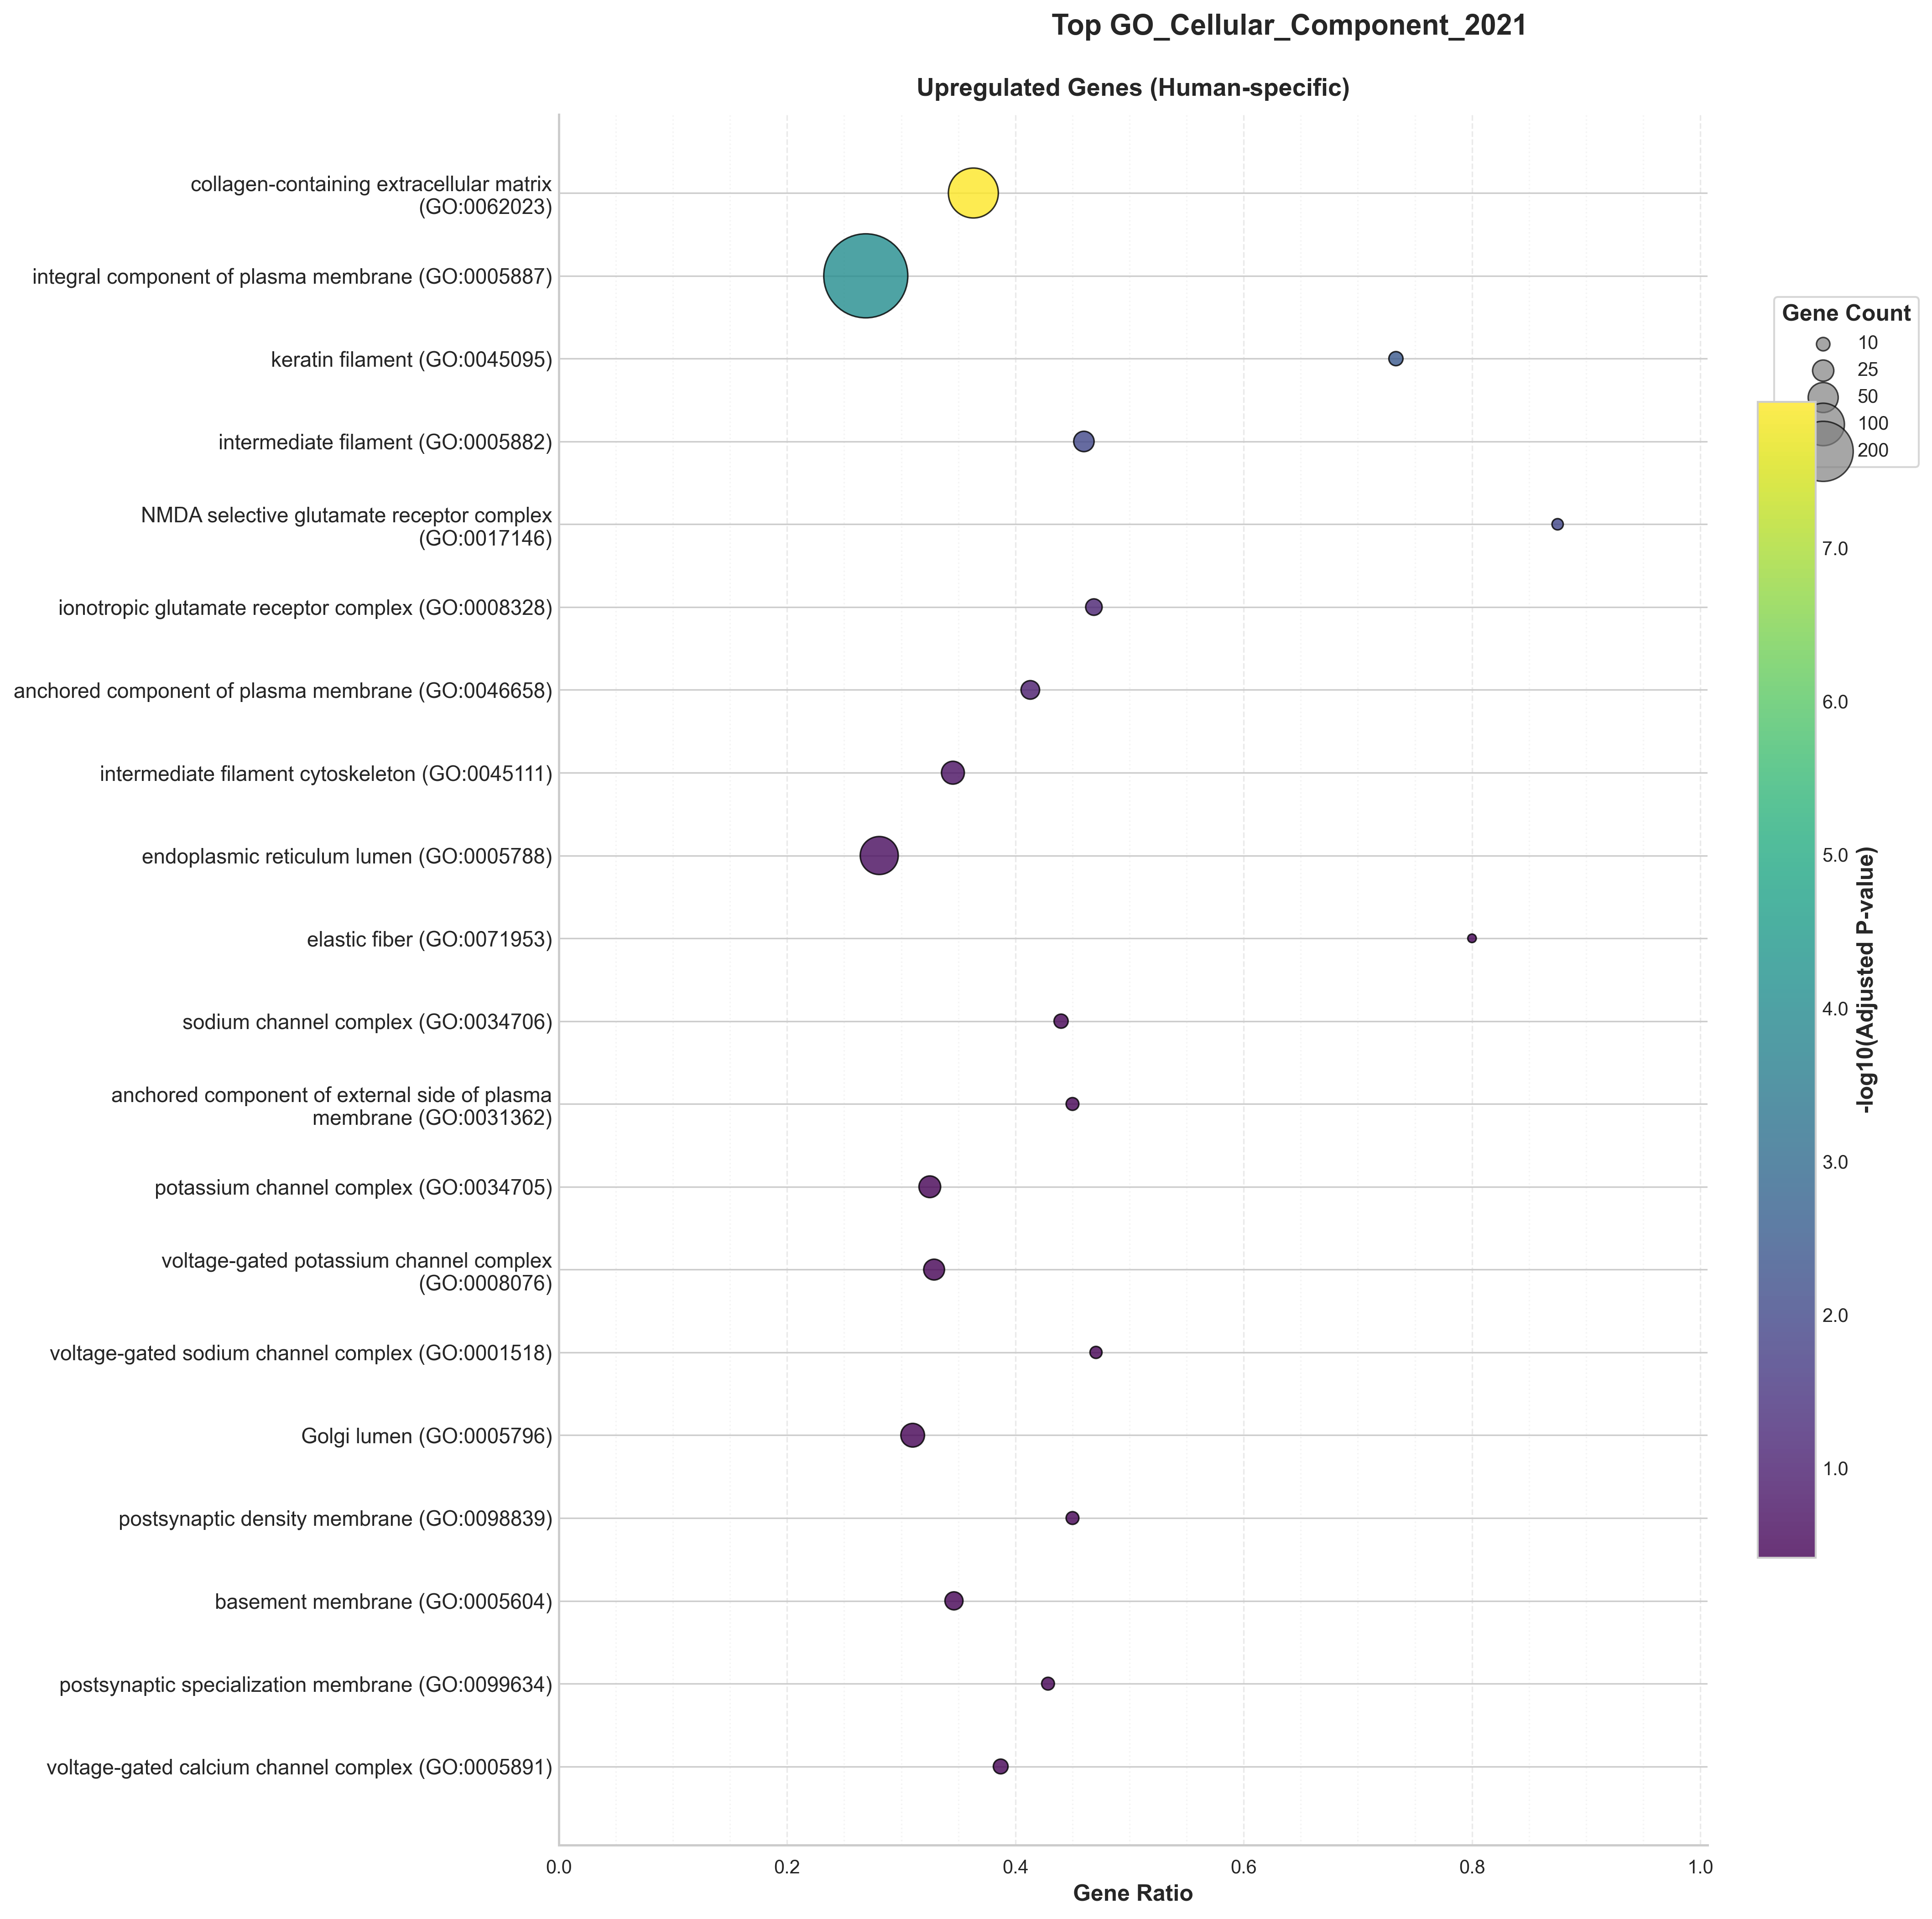 Top GO_Cellular_Component_2021
Upregulated Genes (Human-specific)
collagen-containing extracellular matrix
(GO:0062023)
integral component of plasma membrane (GO:0005887)
keratin filament (GO:0045095)
intermediate filament (GO:0005882)
NMDA selective glutamate receptor complex
(GO:0017146)
ionotropic glutamate receptor complex (GO:0008328)
anchored component of plasma membrane (GO:0046658)
intermediate filament cytoskeleton (GO:0045111)
endoplasmic reticulum lumen (GO:0005788)
elastic fiber (GO:0071953)
sodium channel complex (GO:0034706)
anchored component of external side of plasma
membrane (GO:0031362)
potassium channel complex (GO:0034705)
voltage-gated potassium channel complex
(GO:0008076)
voltage-gated sodium channel complex (GO:0001518)
Golgi lumen (GO:0005796)
postsynaptic density membrane (GO:0098839)
basement membrane (GO:0005604)
postsynaptic specialization membrane (GO:0099634)
voltage-gated calcium channel complex (GO:0005891)
0.0 0.2 0.4 0.6 0.8 1.0
Gene Ratio
Gene Count
10
25
50
100
200
7.0
6.0
5.0
4.0
3.0
2.0
1.0
-log10(Adjusted P-value)